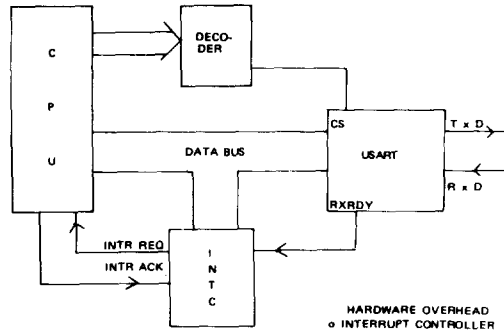 C
P
U
DECO-
DER
CS
USART
RXRDY
T x D
R x D
DATA BUS
INTR REQ
INTR ACK
I
N
T
C
HARDWARE OVERHEAD
o INTERRUPT CONTROLLER